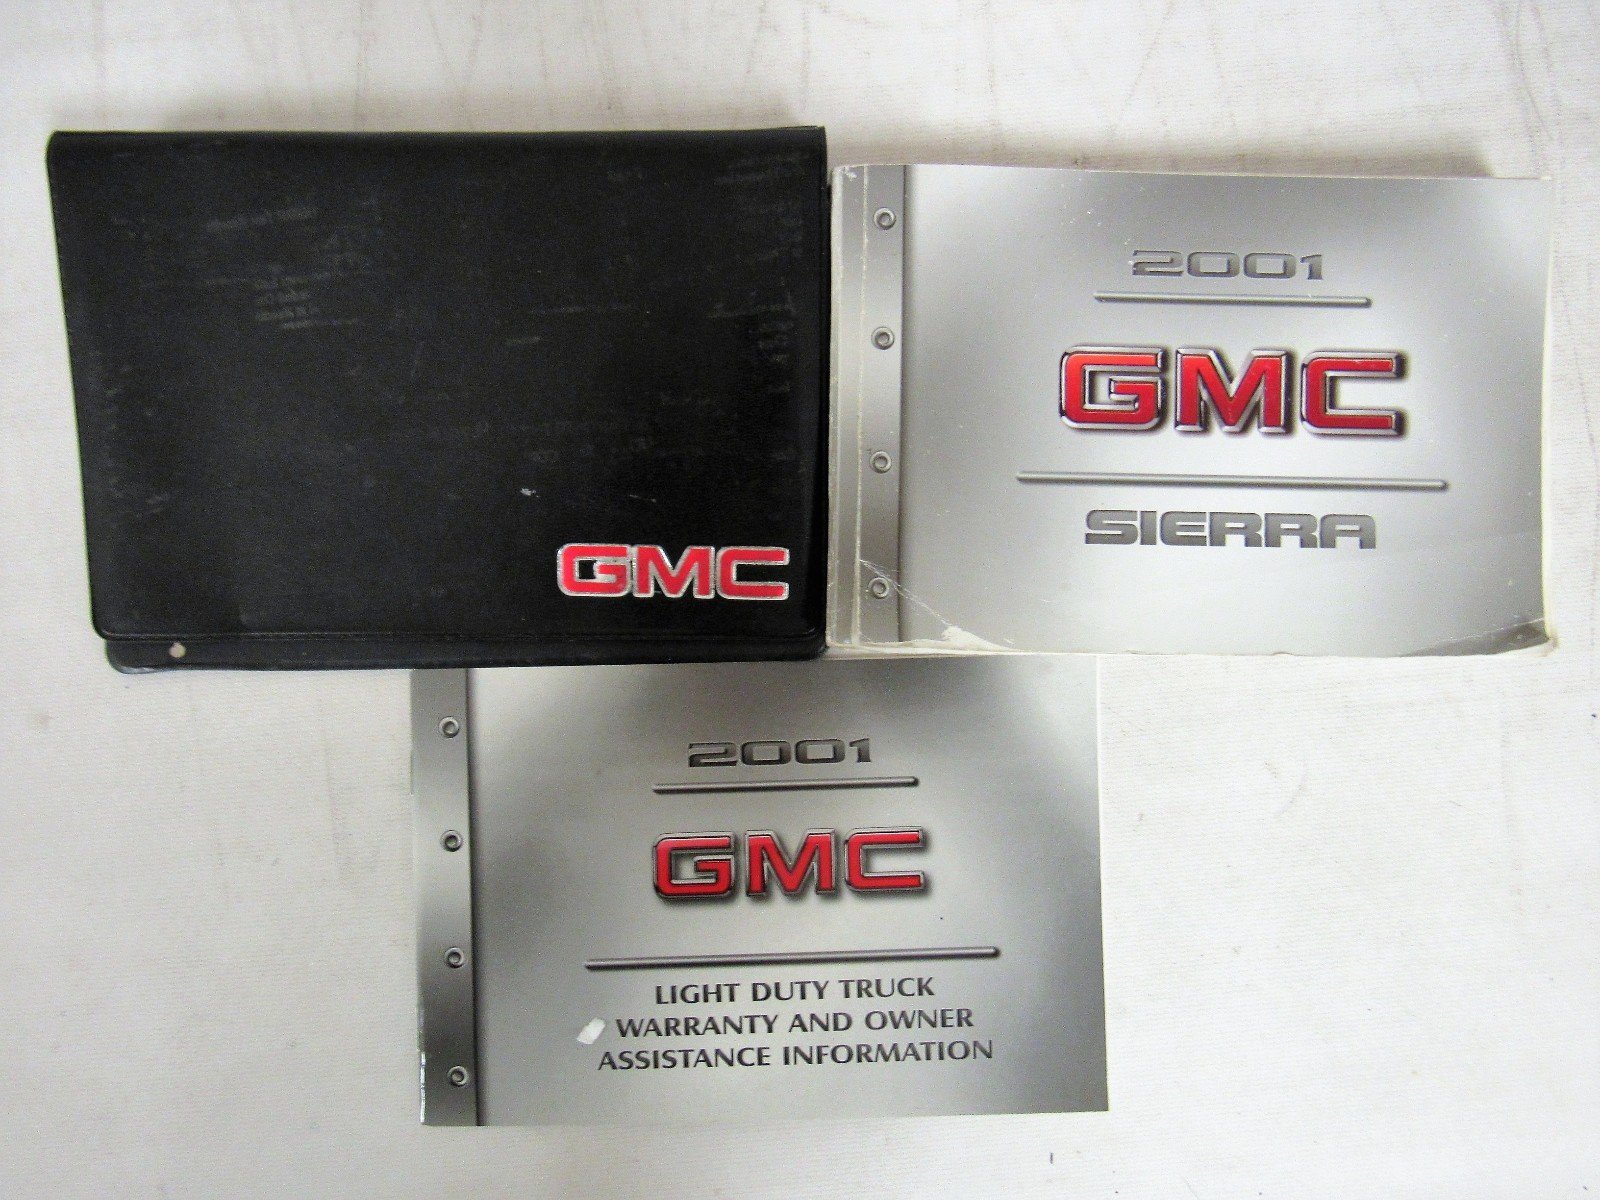 GMC
2001
GMC
SIERRA
2001
GMC
LIGHT DUTY TRUCK
WARRANTY AND OWNER
ASSISTANCE INFORMATION